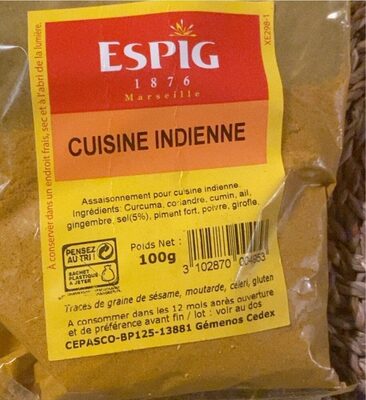 ESPIG
1876
Marseille
XE298-1
CUISINE INDIENNE
A conserver dans un endroit frais, sec et à l'abri de la lumière.
Assaisonnement pour cuisine indienne
Ingrédients: Curcuma, coriandre, cumin, ail,
gingembre, sel(5%), piment fort, poivre, girofle.
PENSEZ
AU TRI !
SACHET
PLASTIQUE
A JETER
Poids Net :
100g
3 102870 004853
Traces de graine de sésame, moutarde, celeri, gluten
A consommer dans les 12 mois après ouverture
et de préférence avant fin / lot : voir au dos
CEPASCO-BP125-13881 Gémenos Cedex